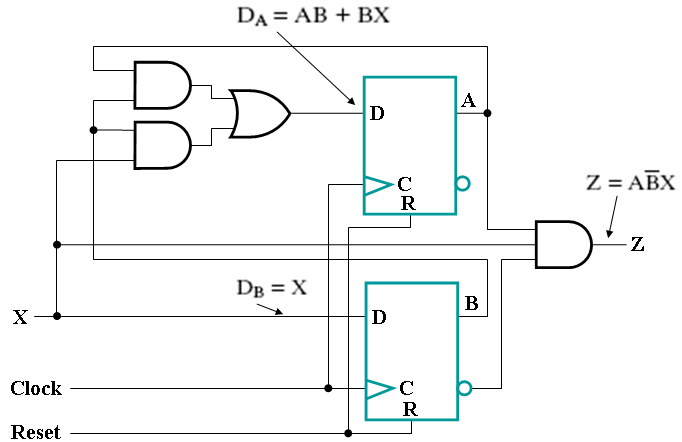 D_A = AB + BX
D
A
C
R
Z = AB̅X
Z
D_B = X
X
D
B
Clock
C
R
Reset